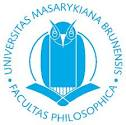 UNIVERSITAS MASARYKIANA BRUNENSIS
• FACULTAS PHILOSOPHICA •